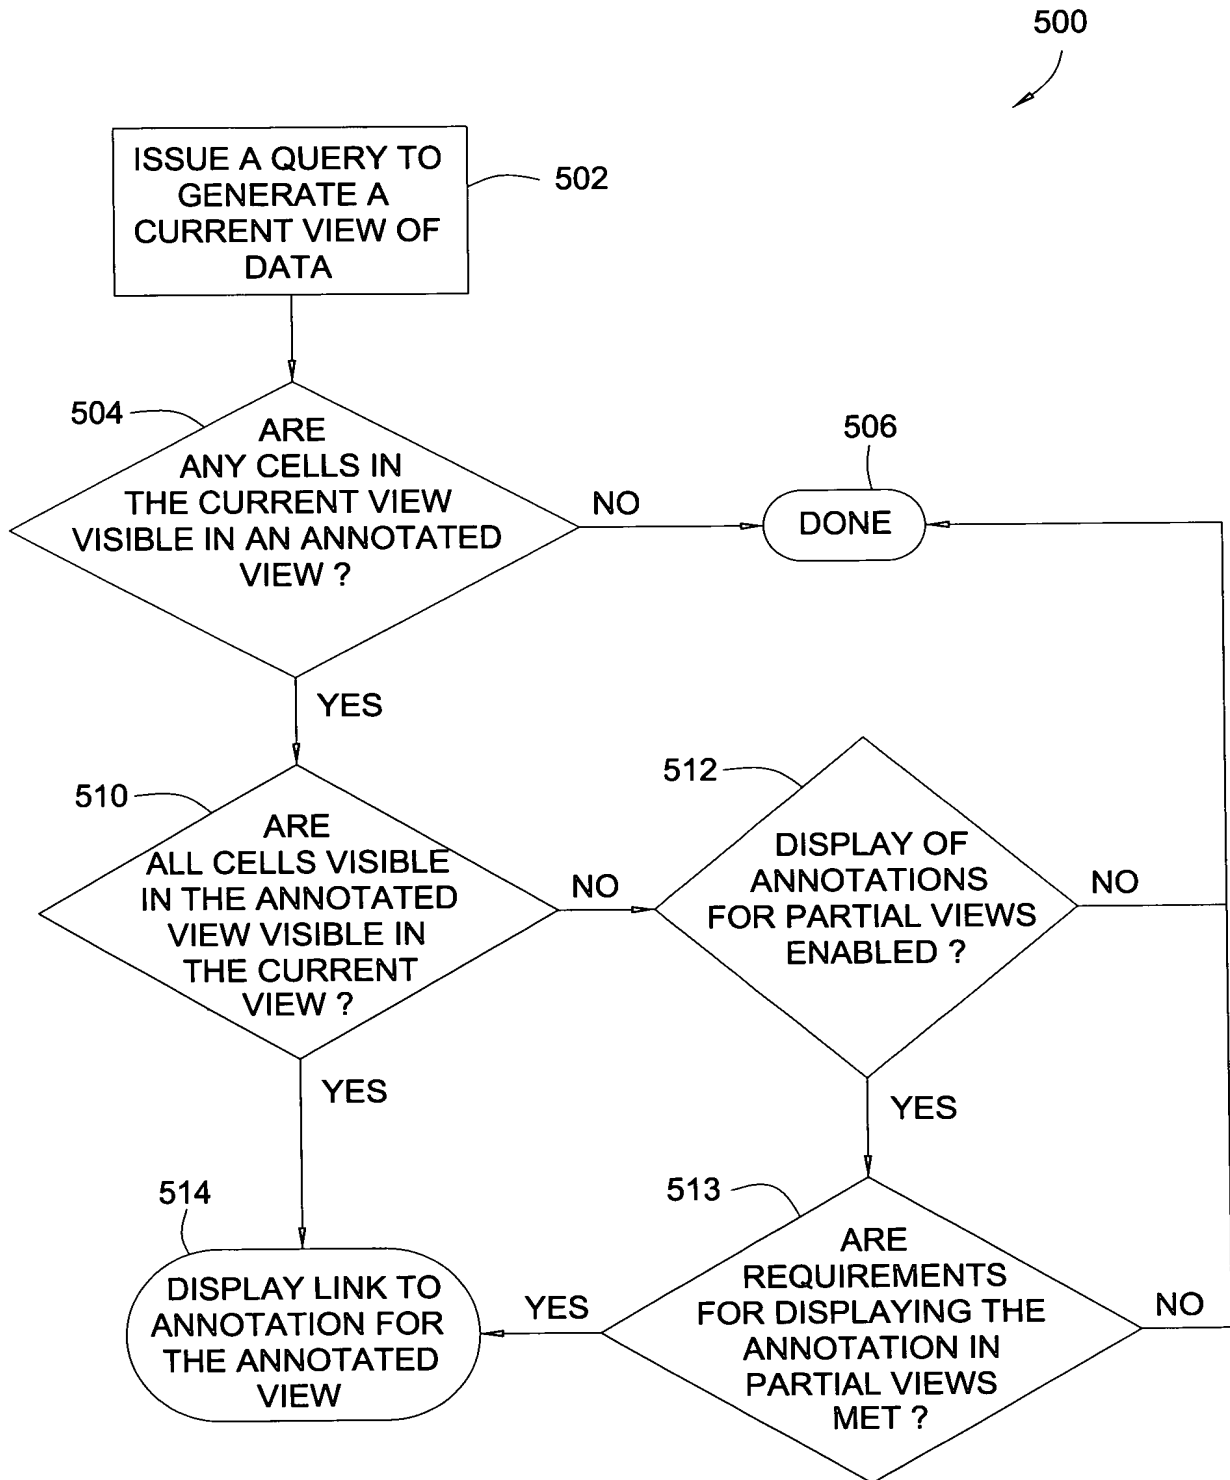 500
ISSUE A QUERY TO
GENERATE A
CURRENT VIEW OF
DATA
502
504
ARE
ANY CELLS IN
THE CURRENT VIEW
VISIBLE IN AN ANNOTATED
VIEW ?
NO
506
DONE
YES
510
ARE
ALL CELLS VISIBLE
IN THE ANNOTATED
VIEW VISIBLE IN
THE CURRENT
VIEW ?
NO
512
DISPLAY OF
ANNOTATIONS
FOR PARTIAL VIEWS
ENABLED ?
NO
YES
YES
514
DISPLAY LINK TO
ANNOTATION FOR
THE ANNOTATED
VIEW
YES
513
ARE
REQUIREMENTS
FOR DISPLAYING THE
ANNOTATION IN
PARTIAL VIEWS
MET ?
NO